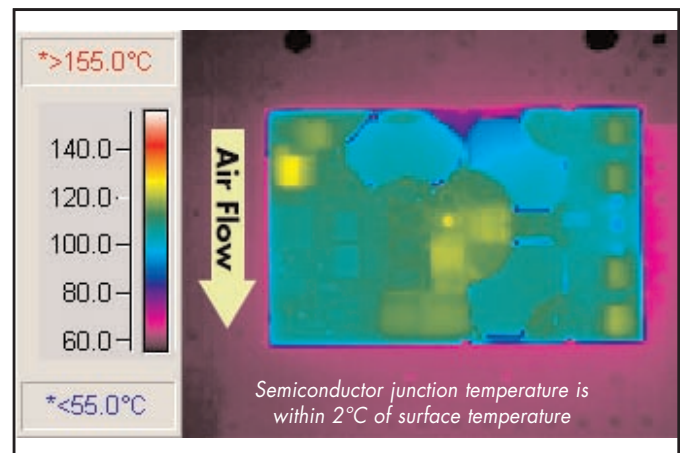 *>155.0°C
140.0
120.0
100.0
80.0
60.0
*<55.0°C
Air Flow
Semiconductor junction temperature is
within 2°C of surface temperature